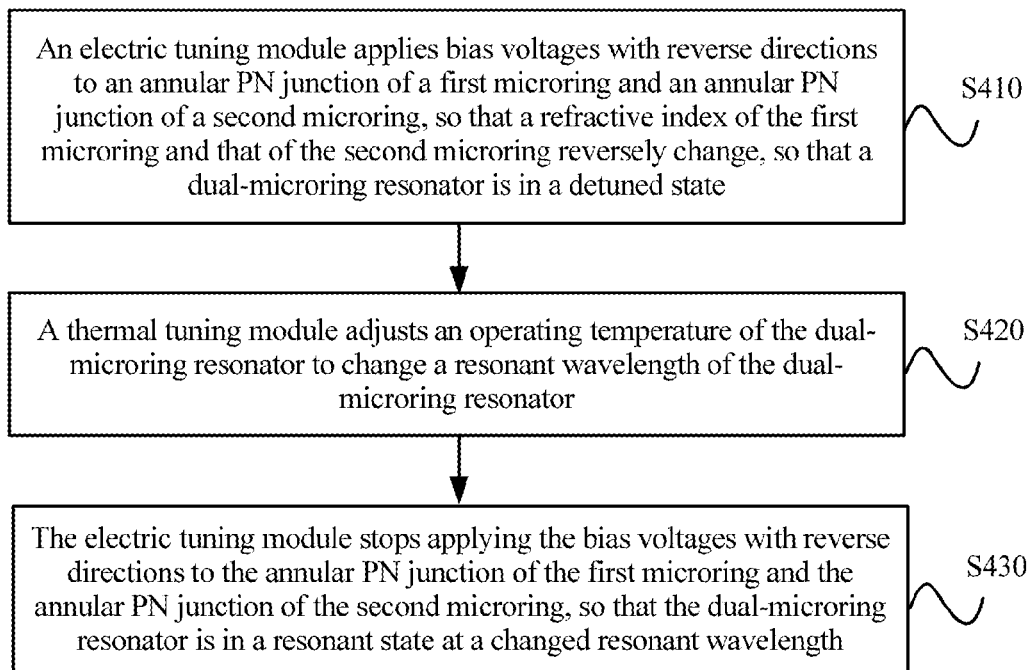 An electric tuning module applies bias voltages with reverse directions
to an annular PN junction of a first microring and an annular PN
junction of a second microring, so that a refractive index of the first
microring and that of the second microring reversely change, so that a
dual-microring resonator is in a detuned state
S410
A thermal tuning module adjusts an operating temperature of the dual-
microring resonator to change a resonant wavelength of the dual-
microring resonator
S420
The electric tuning module stops applying the bias voltages with reverse
directions to the annular PN junction of the first microring and the
annular PN junction of the second microring, so that the dual-microring
resonator is in a resonant state at a changed resonant wavelength
S430